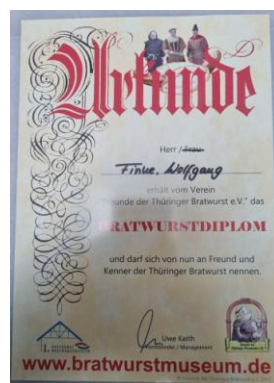 Urkunde
Herr / Frau
Finke, Wolfgang
erhält vom Verein
"Freunde der Thüringer Bratwurst e.V." das
BRATWURSTDIPLOM
und darf sich von nun an Freund und
Kenner der Thüringer Bratwurst nennen.
Uwe Keith
/ Management
www.bratwurstmuseum.de